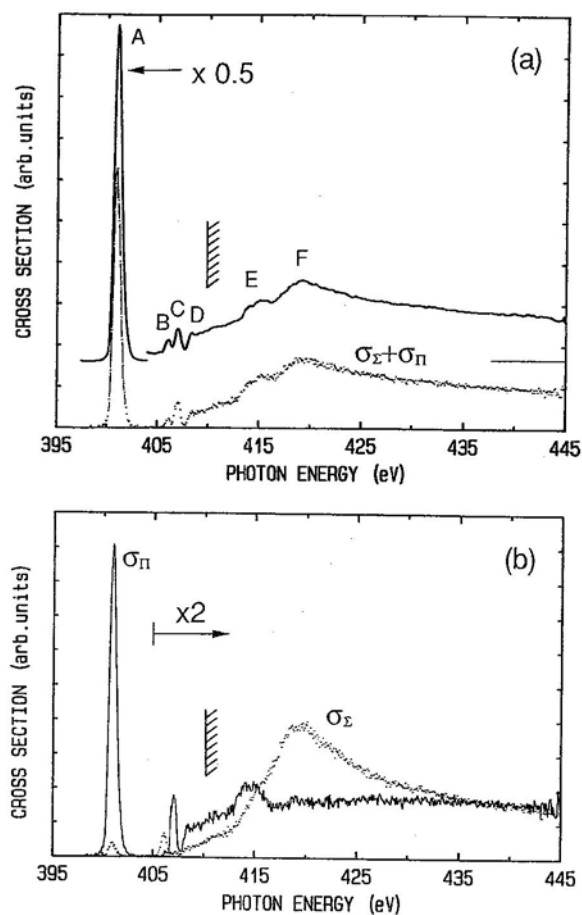 (a)
A
x 0.5
E
F
B
C
D
σΣ+σΠ
CROSS SECTION (arb.units)
395 405 415 425 435 445
PHOTON ENERGY (eV)
(b)
σΠ
x2
σΣ
CROSS SECTION (arb.units)
395 405 415 425 435 445
PHOTON ENERGY (eV)